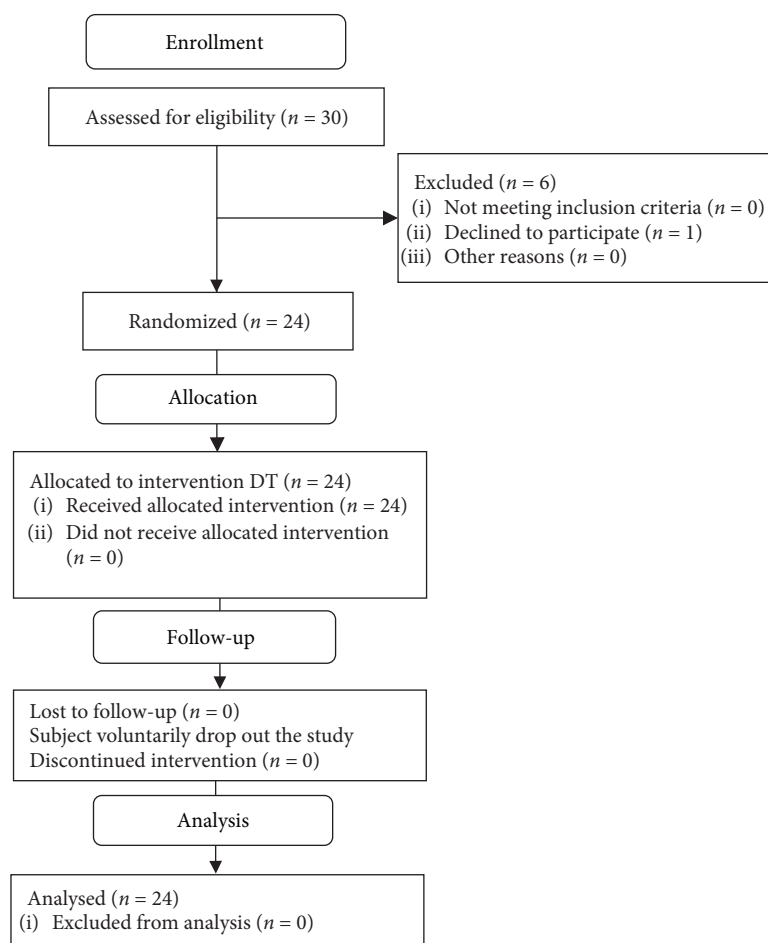 Enrollment
Assessed for eligibility (n = 30)
Excluded (n = 6)
(i) Not meeting inclusion criteria (n = 0)
(ii) Declined to participate (n = 1)
(iii) Other reasons (n = 0)
Randomized (n = 24)
Allocation
Allocated to intervention DT (n = 24)
(i) Received allocated intervention (n = 24)
(ii) Did not receive allocated intervention
(n = 0)
Follow-up
Lost to follow-up (n = 0)
Subject voluntarily drop out the study
Discontinued intervention (n = 0)
Analysis
Analysed (n = 24)
(i) Excluded from analysis (n = 0)